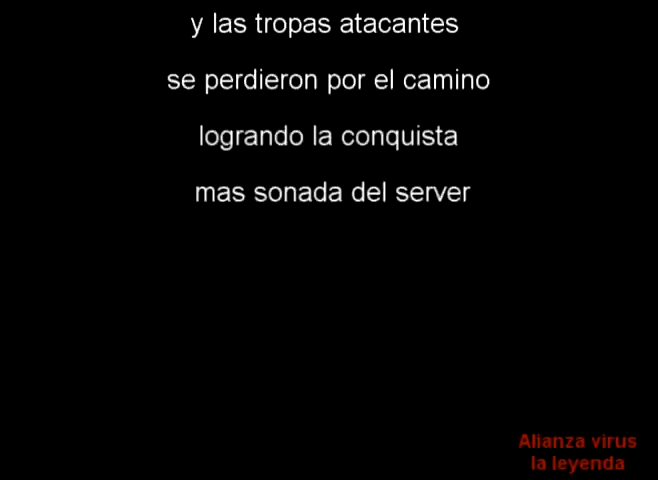 y las tropas atacantes
se perdieron por el camino
logrando la conquista
mas sonada del server
Alianza virus
la leyenda